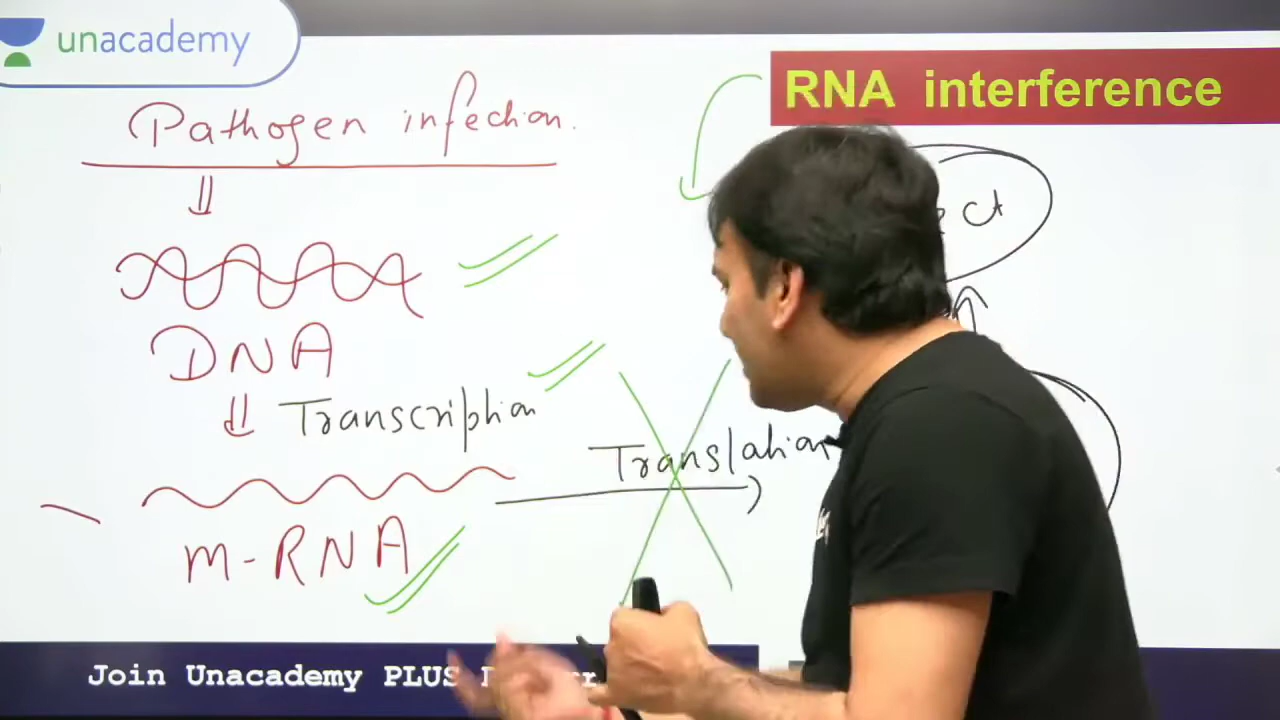 unacademy
RNA interference
Pathogen infection.
DNA
Transcription
Translation
m-RNA
Join Unacademy PLUS